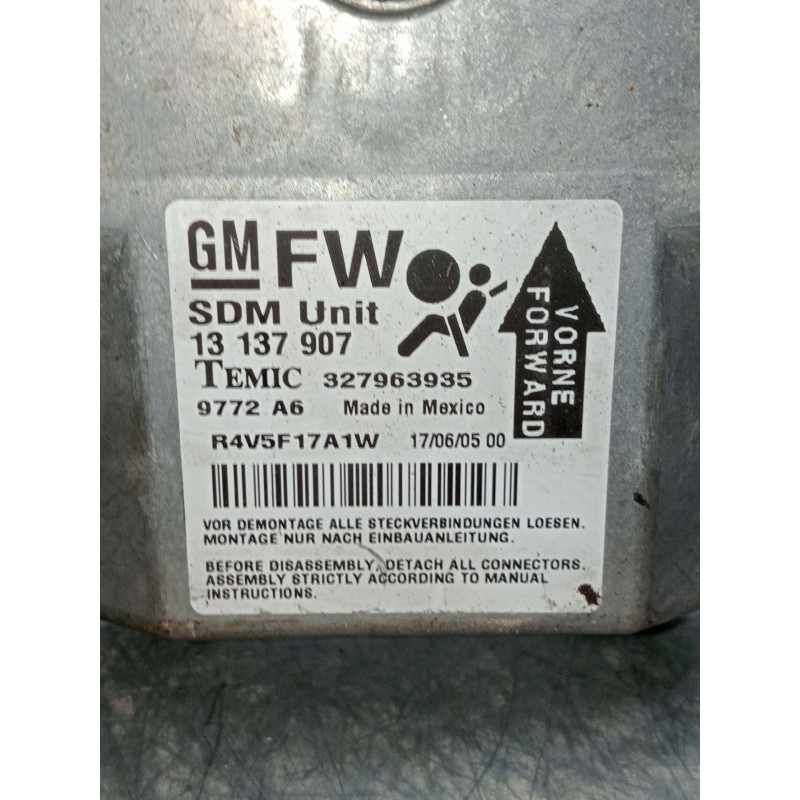 GM FW
SDM Unit
13 137 907
TEMIC 327963935
9772 A6 Made in Mexico
R4V5F17A1W 17/06/05 00
VORNE
FORWARD
VOR DEMONTAGE ALLE STECKVERBINDUNGEN LOESEN.
MONTAGE NUR NACH EINBAUANLEITUNG.
BEFORE DISASSEMBLY, DETACH ALL CONNECTORS.
ASSEMBLY STRICTLY ACCORDING TO MANUAL
INSTRUCTIONS.